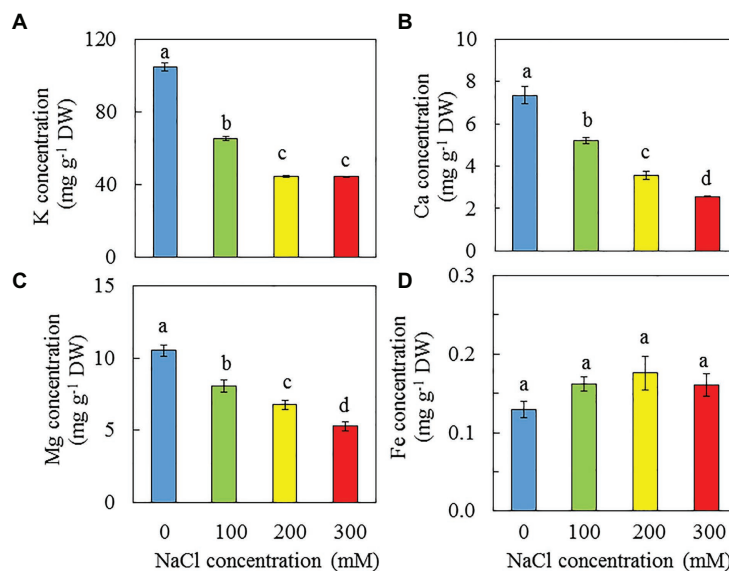 A
K concentration
(mg g-1 DW)
120
80
40
0
a
b
c
c
B
Ca concentration
(mg g-1 DW)
10
8
6
4
2
0
a
b
c
d
C
Mg concentration
(mg g-1 DW)
15
10
5
0
a
b
c
d
0 100 200 300
NaCl concentration (mM)
D
Fe concentration
(mg g-1 DW)
0.3
0.2
0.1
0.0
a
a
a
a
0 100 200 300
NaCl concentration (mM)